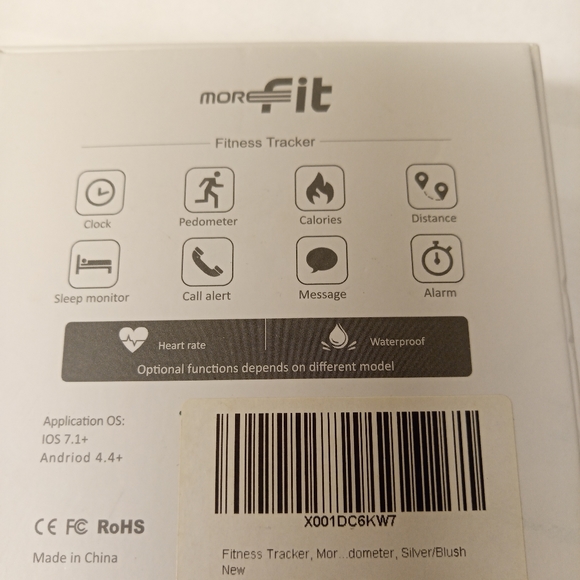 MOREFit
Fitness Tracker
Clock Pedometer Calories Distance
Sleep monitor Call alert Message Alarm
Heart rate Waterproof
Optional functions depends on different model
Application OS:
IOS 7.1+
Andriod 4.4+
CE FC RoHS
Made in China
X001DC6KW7
Fitness Tracker, Mor...dometer, Silver/Blush
New